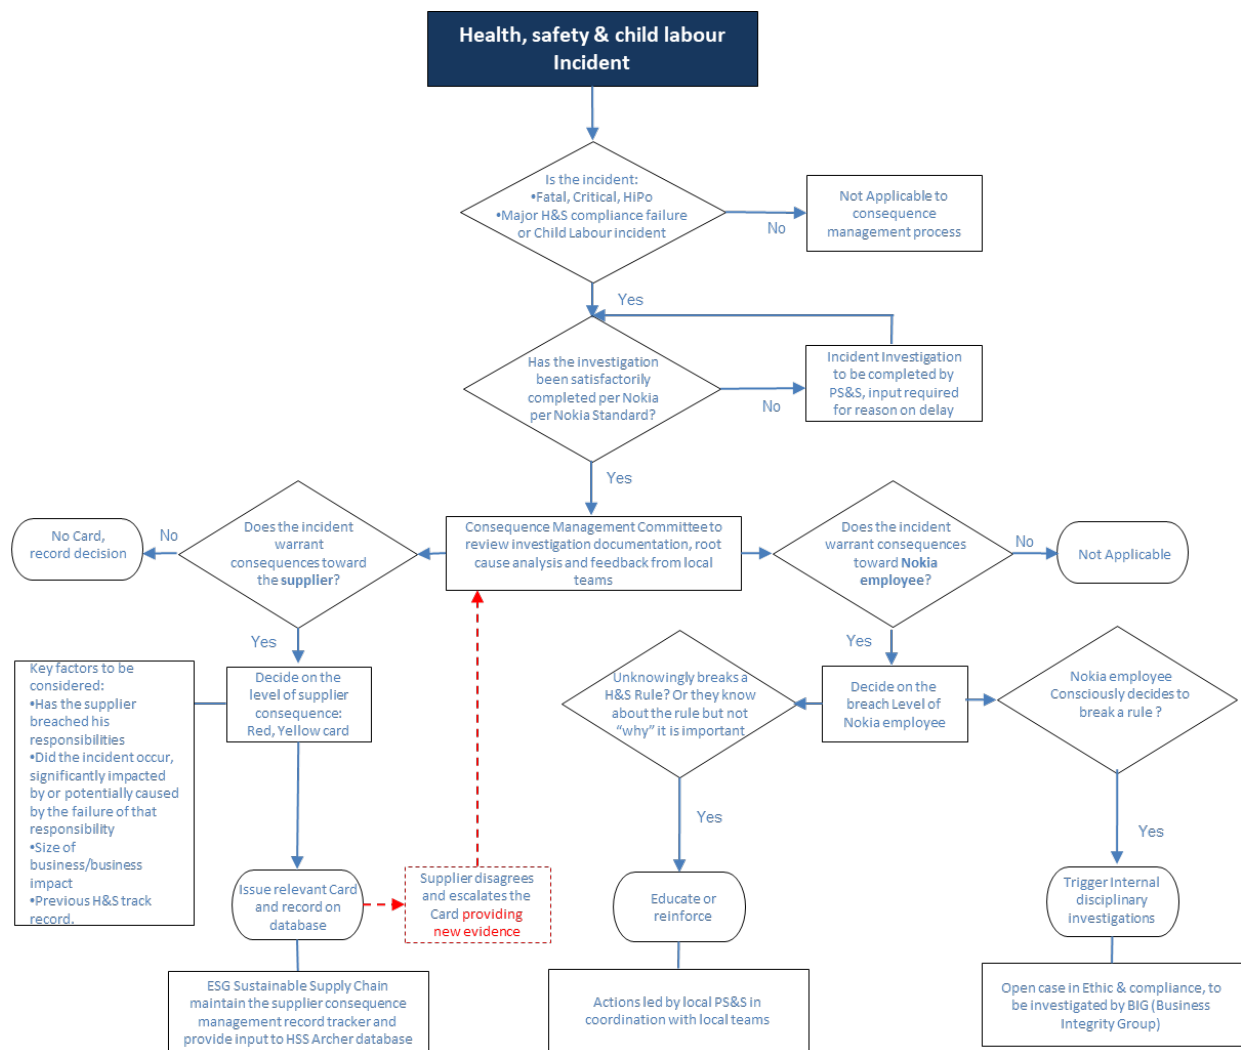 Health, safety & child labour
Incident
Is the incident:
•Fatal, Critical, HiPo
•Major H&S compliance failure
or Child Labour incident
No
Not Applicable to
consequence
management process
Yes
Has the investigation
been satisfactorily
completed per Nokia
per Nokia Standard?
No
Incident Investigation
to be completed by
PS&S, input required
for reason on delay
Yes
No Card,
record decision
No
Does the incident
warrant
consequences toward
the supplier?
Consequence Management Committee to
review investigation documentation, root
cause analysis and feedback from local
teams
Does the incident
warrant consequences
toward Nokia
employee?
No
Not Applicable
Yes
Yes
Key factors to be
considered:
•Has the supplier
breached his
responsibilities
•Did the incident occur,
significantly impacted
by or potentially caused
by the failure of that
responsibility
•Size of
business/business
impact
•Previous H&S track
record.
Decide on the
level of supplier
consequence:
Red, Yellow card
Unknowingly breaks a
H&S Rule? Or they know
about the rule but not
"why" it is important
Decide on the
breach Level of
Nokia employee
Nokia employee
Consciously decides to
break a rule ?
Yes
Yes
Issue relevant Card
and record on
database
Supplier disagrees
and escalates the
Card providing
new evidence
Educate or
reinforce
Trigger Internal
disciplinary
investigations
ESG Sustainable Supply Chain
maintain the supplier consequence
management record tracker and
provide input to HSS Archer database
Actions led by local PS&S in
coordination with local teams
Open case in Ethic & compliance, to
be investigated by BIG (Business
Integrity Group)